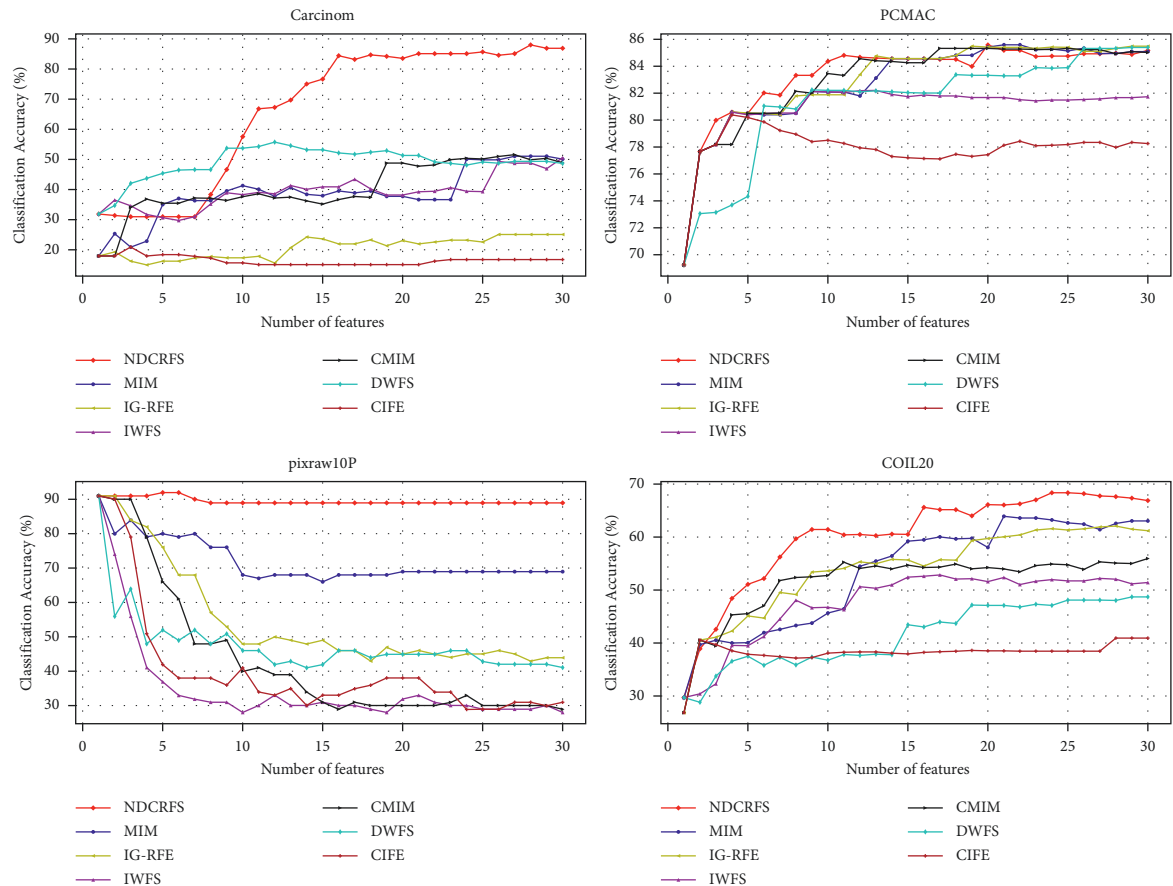 Carcinom
Classification Accuracy (%)
90
80
70
60
50
40
30
20
0 5 10 15 20 25 30
Number of features
NDCRFS
MIM
IG-RFE
IWFS
CMIM
DWFS
CIFE
PCMAC
Classification Accuracy (%)
86
84
82
80
78
76
74
72
70
0 5 10 15 20 25 30
Number of features
NDCRFS
MIM
IG-RFE
IWFS
CMIM
DWFS
CIFE
pixraw10P
Classification Accuracy (%)
90
80
70
60
50
40
30
0 5 10 15 20 25 30
Number of features
NDCRFS
MIM
IG-RFE
IWFS
CMIM
DWFS
CIFE
COIL20
Classification Accuracy (%)
70
60
50
40
30
0 5 10 15 20 25 30
Number of features
NDCRFS
MIM
IG-RFE
IWFS
CMIM
DWFS
CIFE